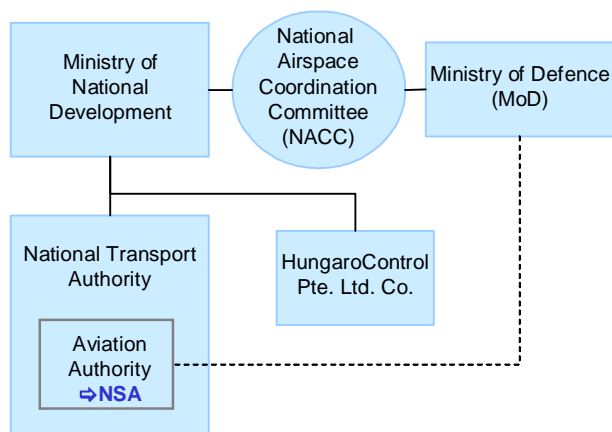 Ministry of
National
Development
National
Airspace
Coordination
Committee
(NACC)
Ministry of Defence
(MoD)
National Transport
Authority
HungaroControl
Pte. Ltd. Co.
Aviation
Authority
⇨NSA